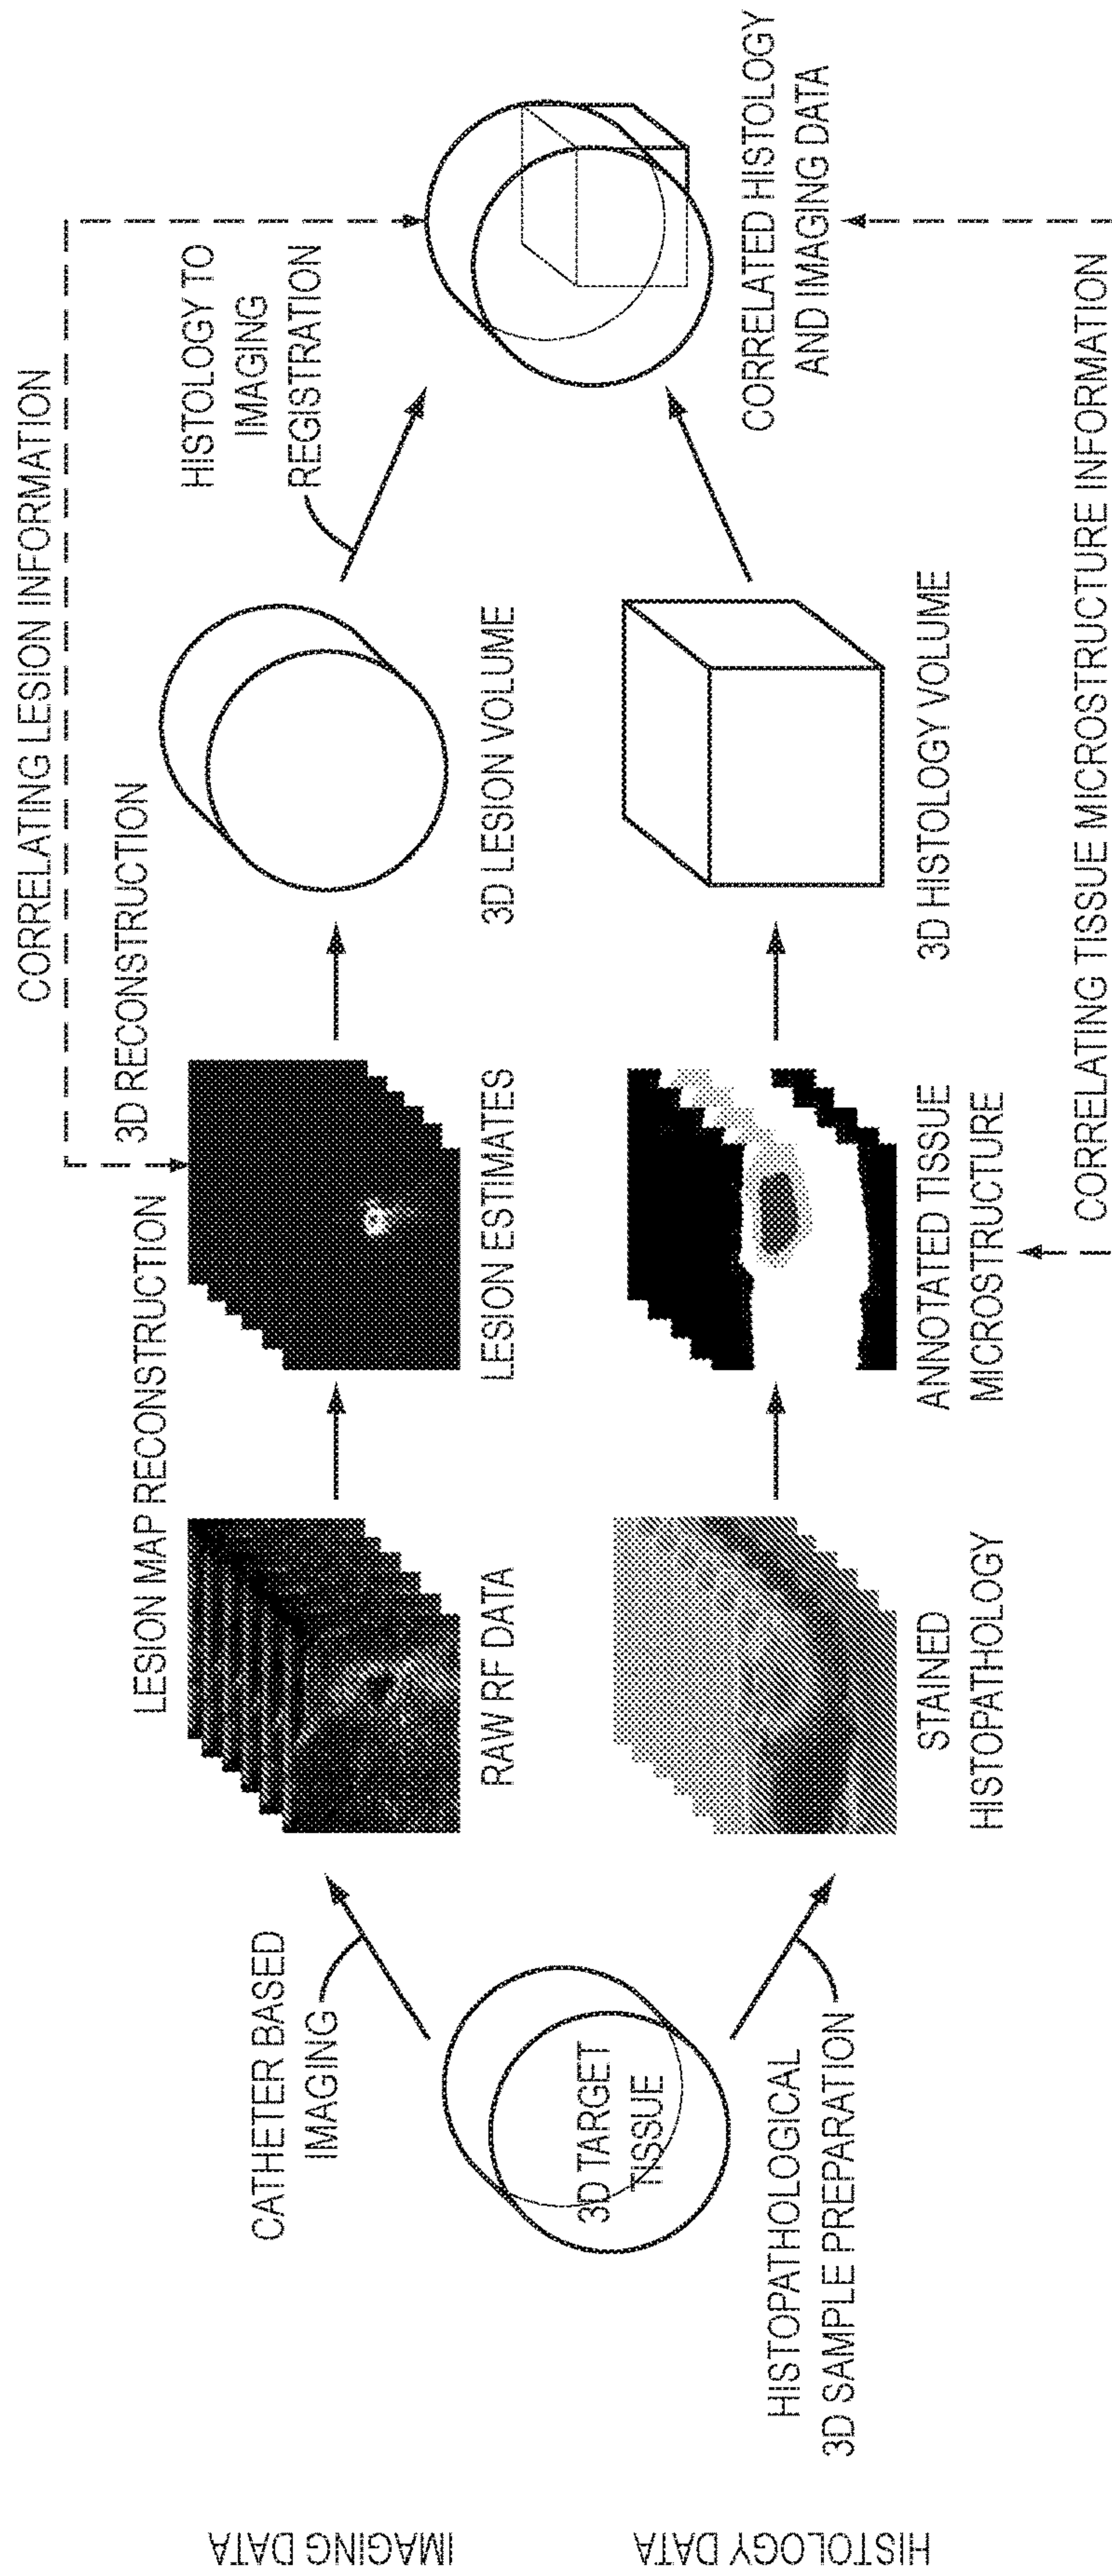 CORRELATING LESION INFORMATION
LESION MAP RECONSTRUCTION
3D RECONSTRUCTION
HISTOLOGY TO
IMAGING
REGISTRATION
CATHETER BASED
IMAGING
IMAGING DATA
RAW RF DATA
LESION ESTIMATES
3D LESION VOLUME
3D TARGET
TISSUE
CORRELATED HISTOLOGY
AND IMAGING DATA
HISTOPATHOLOGICAL
3D SAMPLE PREPARATION
HISTOLOGY DATA
STAINED
HISTOPATHOLOGY
ANNOTATED TISSUE
MICROSTRUCTURE
3D HISTOLOGY VOLUME
CORRELATING TISSUE MICROSTRUCTURE INFORMATION